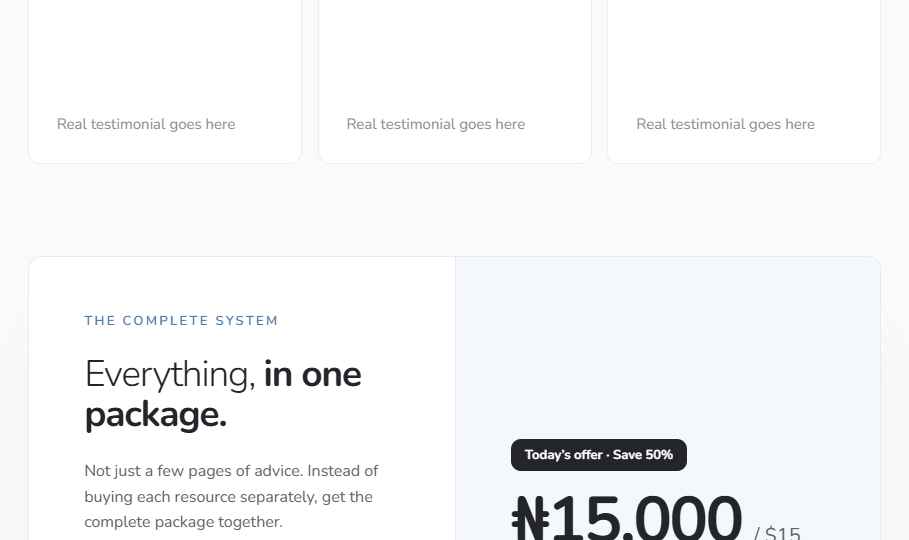 Real testimonial goes here
Real testimonial goes here
Real testimonial goes here
THE COMPLETE SYSTEM
Everything, in one
package.
Not just a few pages of advice. Instead of
buying each resource separately, get the
complete package together.
Today's offer · Save 50%
₦15,000 / $15